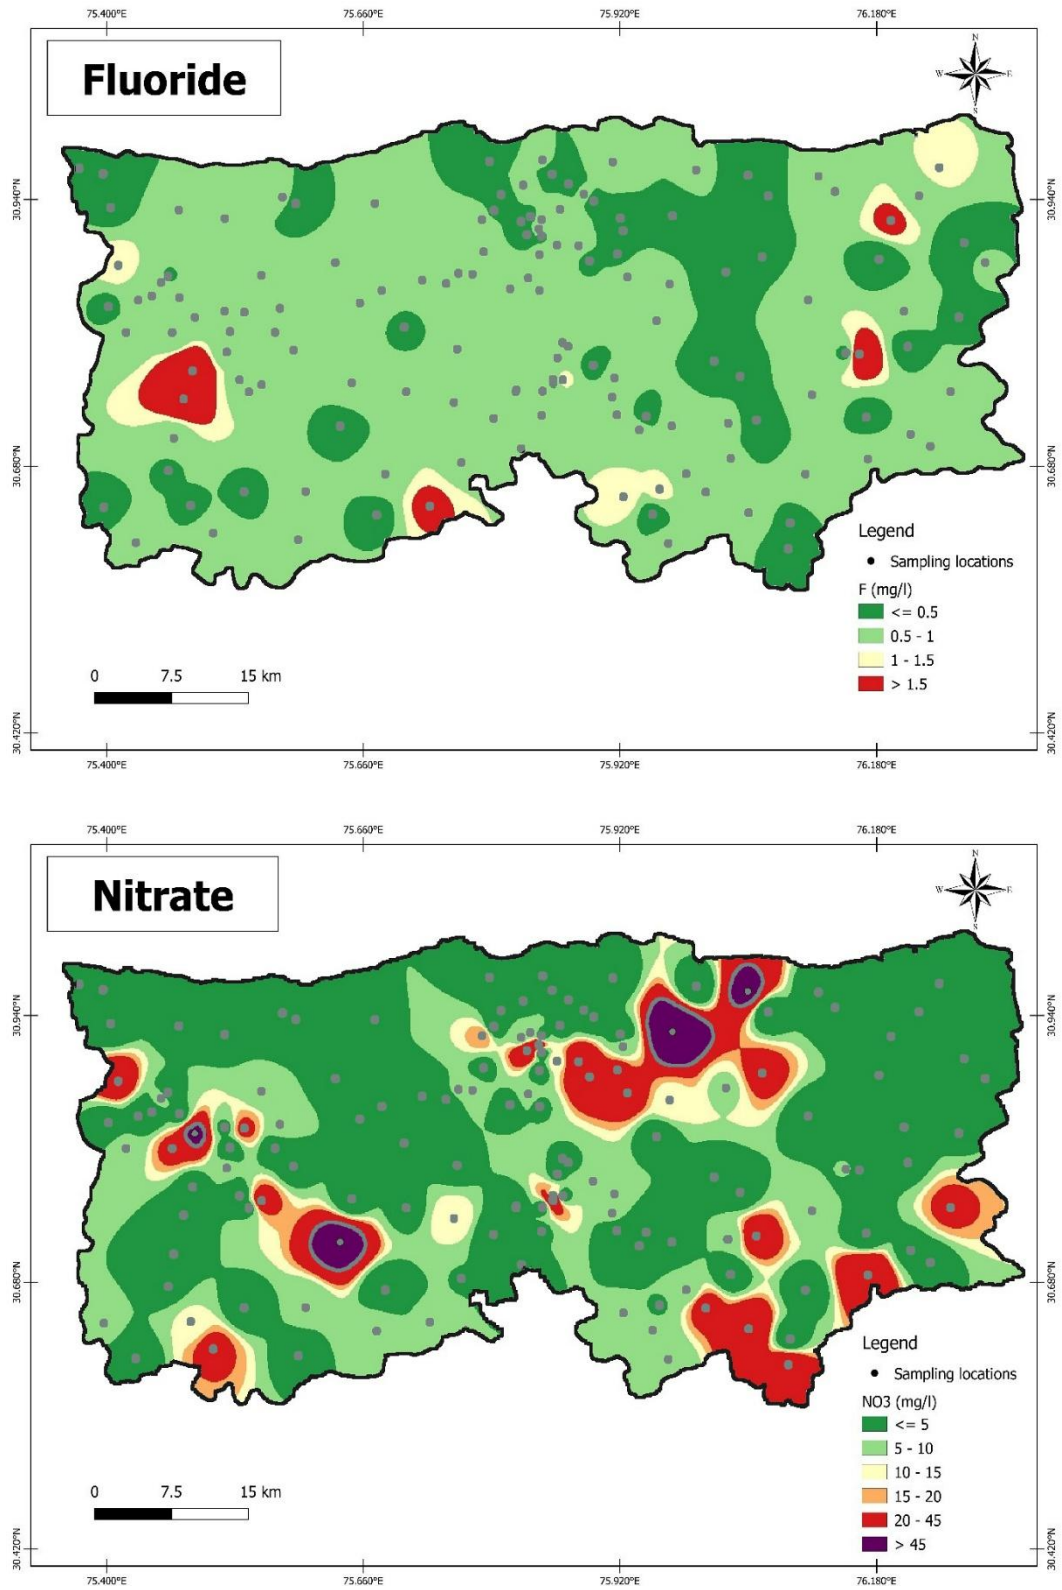 75.400°E 75.660°E 75.920°E 76.180°E
Fluoride
N
W E
S
30.940°N 30.940°N
30.680°N 30.680°N
Legend
Sampling locations
F (mg/l)
<= 0.5
0.5 - 1
1 - 1.5
> 1.5
0 7.5 15 km
30.420°N 30.420°N
75.400°E 75.660°E 75.920°E 76.180°E
75.400°E 75.660°E 75.920°E 76.180°E
Nitrate
N
W E
S
30.940°N 30.940°N
30.680°N 30.680°N
Legend
Sampling locations
NO3 (mg/l)
<= 5
5 - 10
10 - 15
15 - 20
20 - 45
> 45
0 7.5 15 km
30.420°N 30.420°N
75.400°E 75.660°E 75.920°E 76.180°E